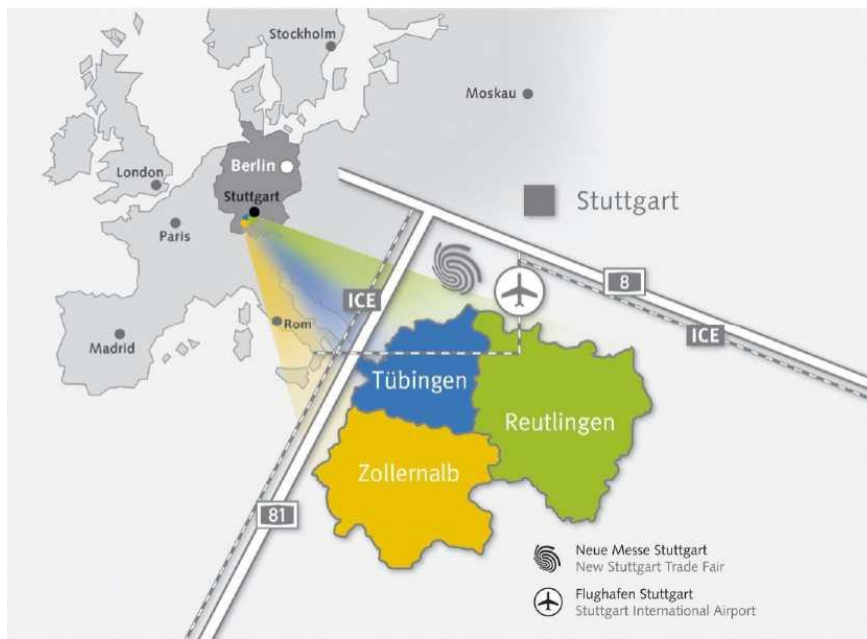 Stockholm
Moskau
Berlin
London
Stuttgart
Stuttgart
Paris
8
ICE
Rom
ICE
Madrid
Tübingen
Reutlingen
Zollernalb
81
Neue Messe Stuttgart
New Stuttgart Trade Fair
Flughafen Stuttgart
Stuttgart International Airport